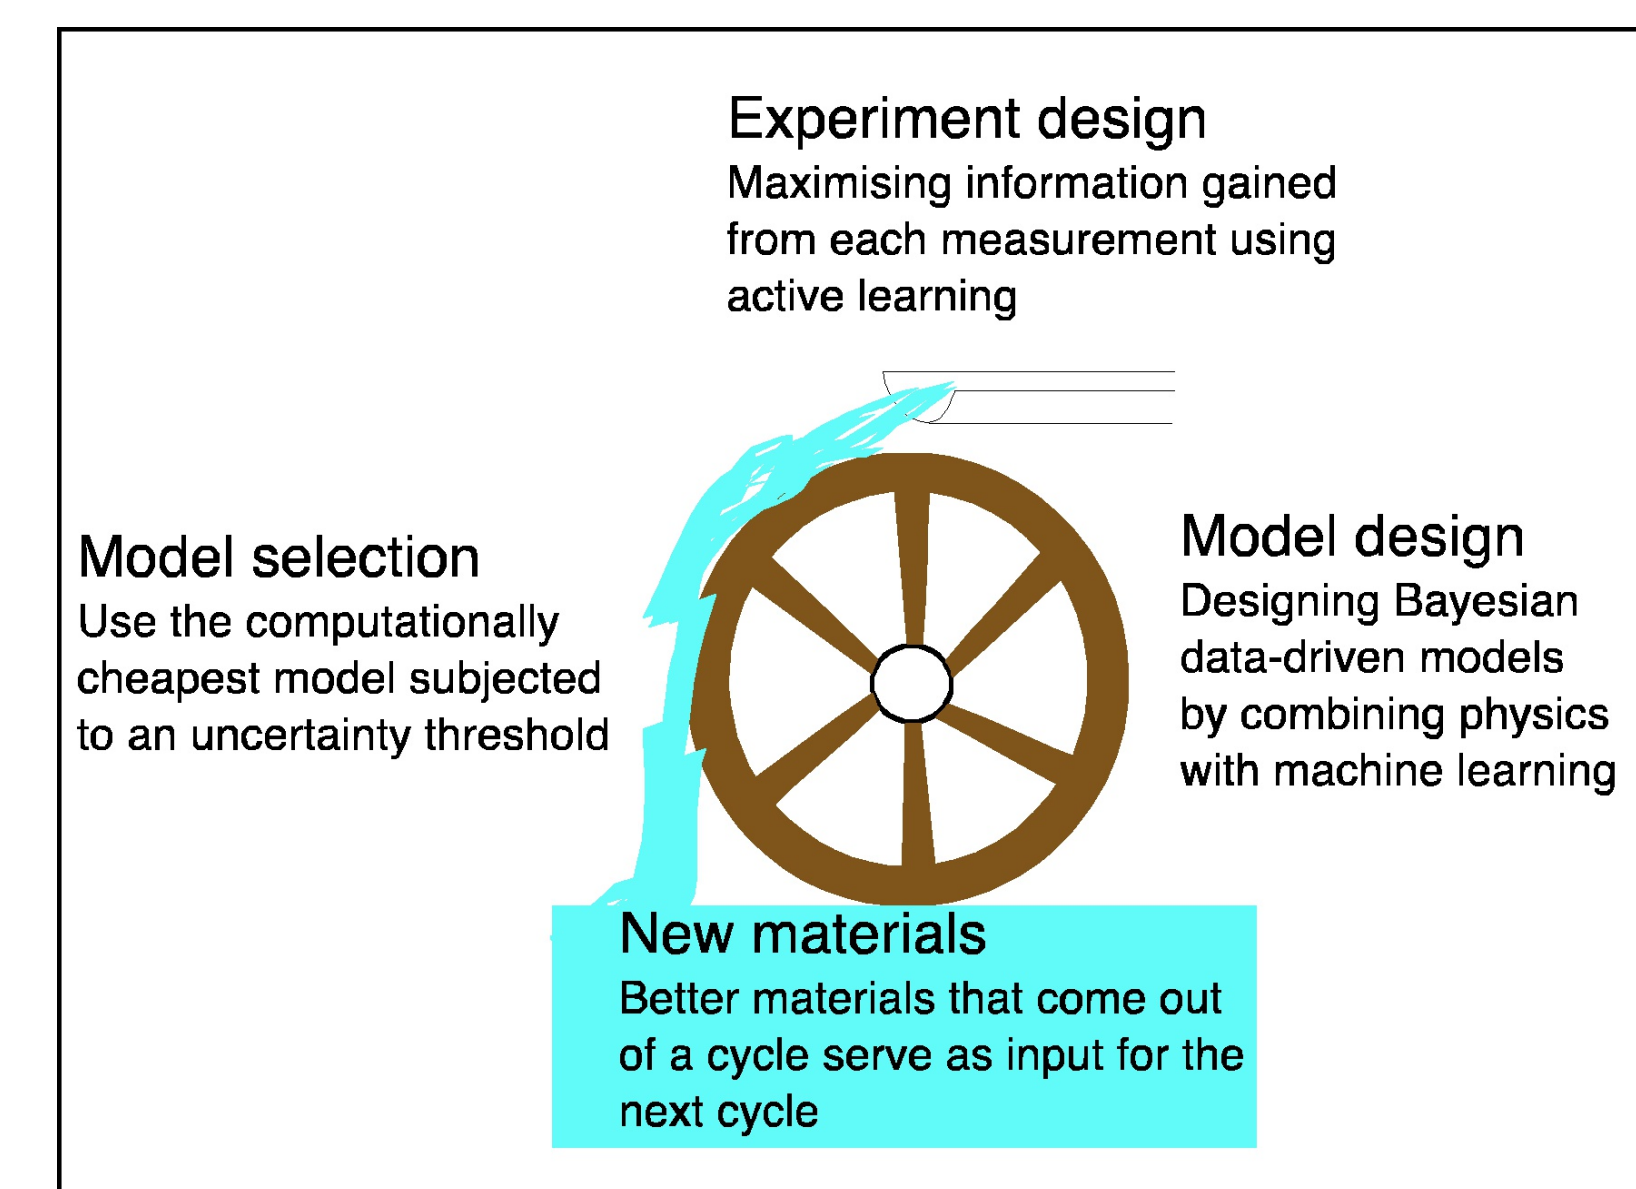 Experiment design
Maximising information gained
from each measurement using
active learning
Model selection
Use the computationally
cheapest model subjected
to an uncertainty threshold
Model design
Designing Bayesian
data-driven models
by combining physics
with machine learning
New materials
Better materials that come out
of a cycle serve as input for the
next cycle